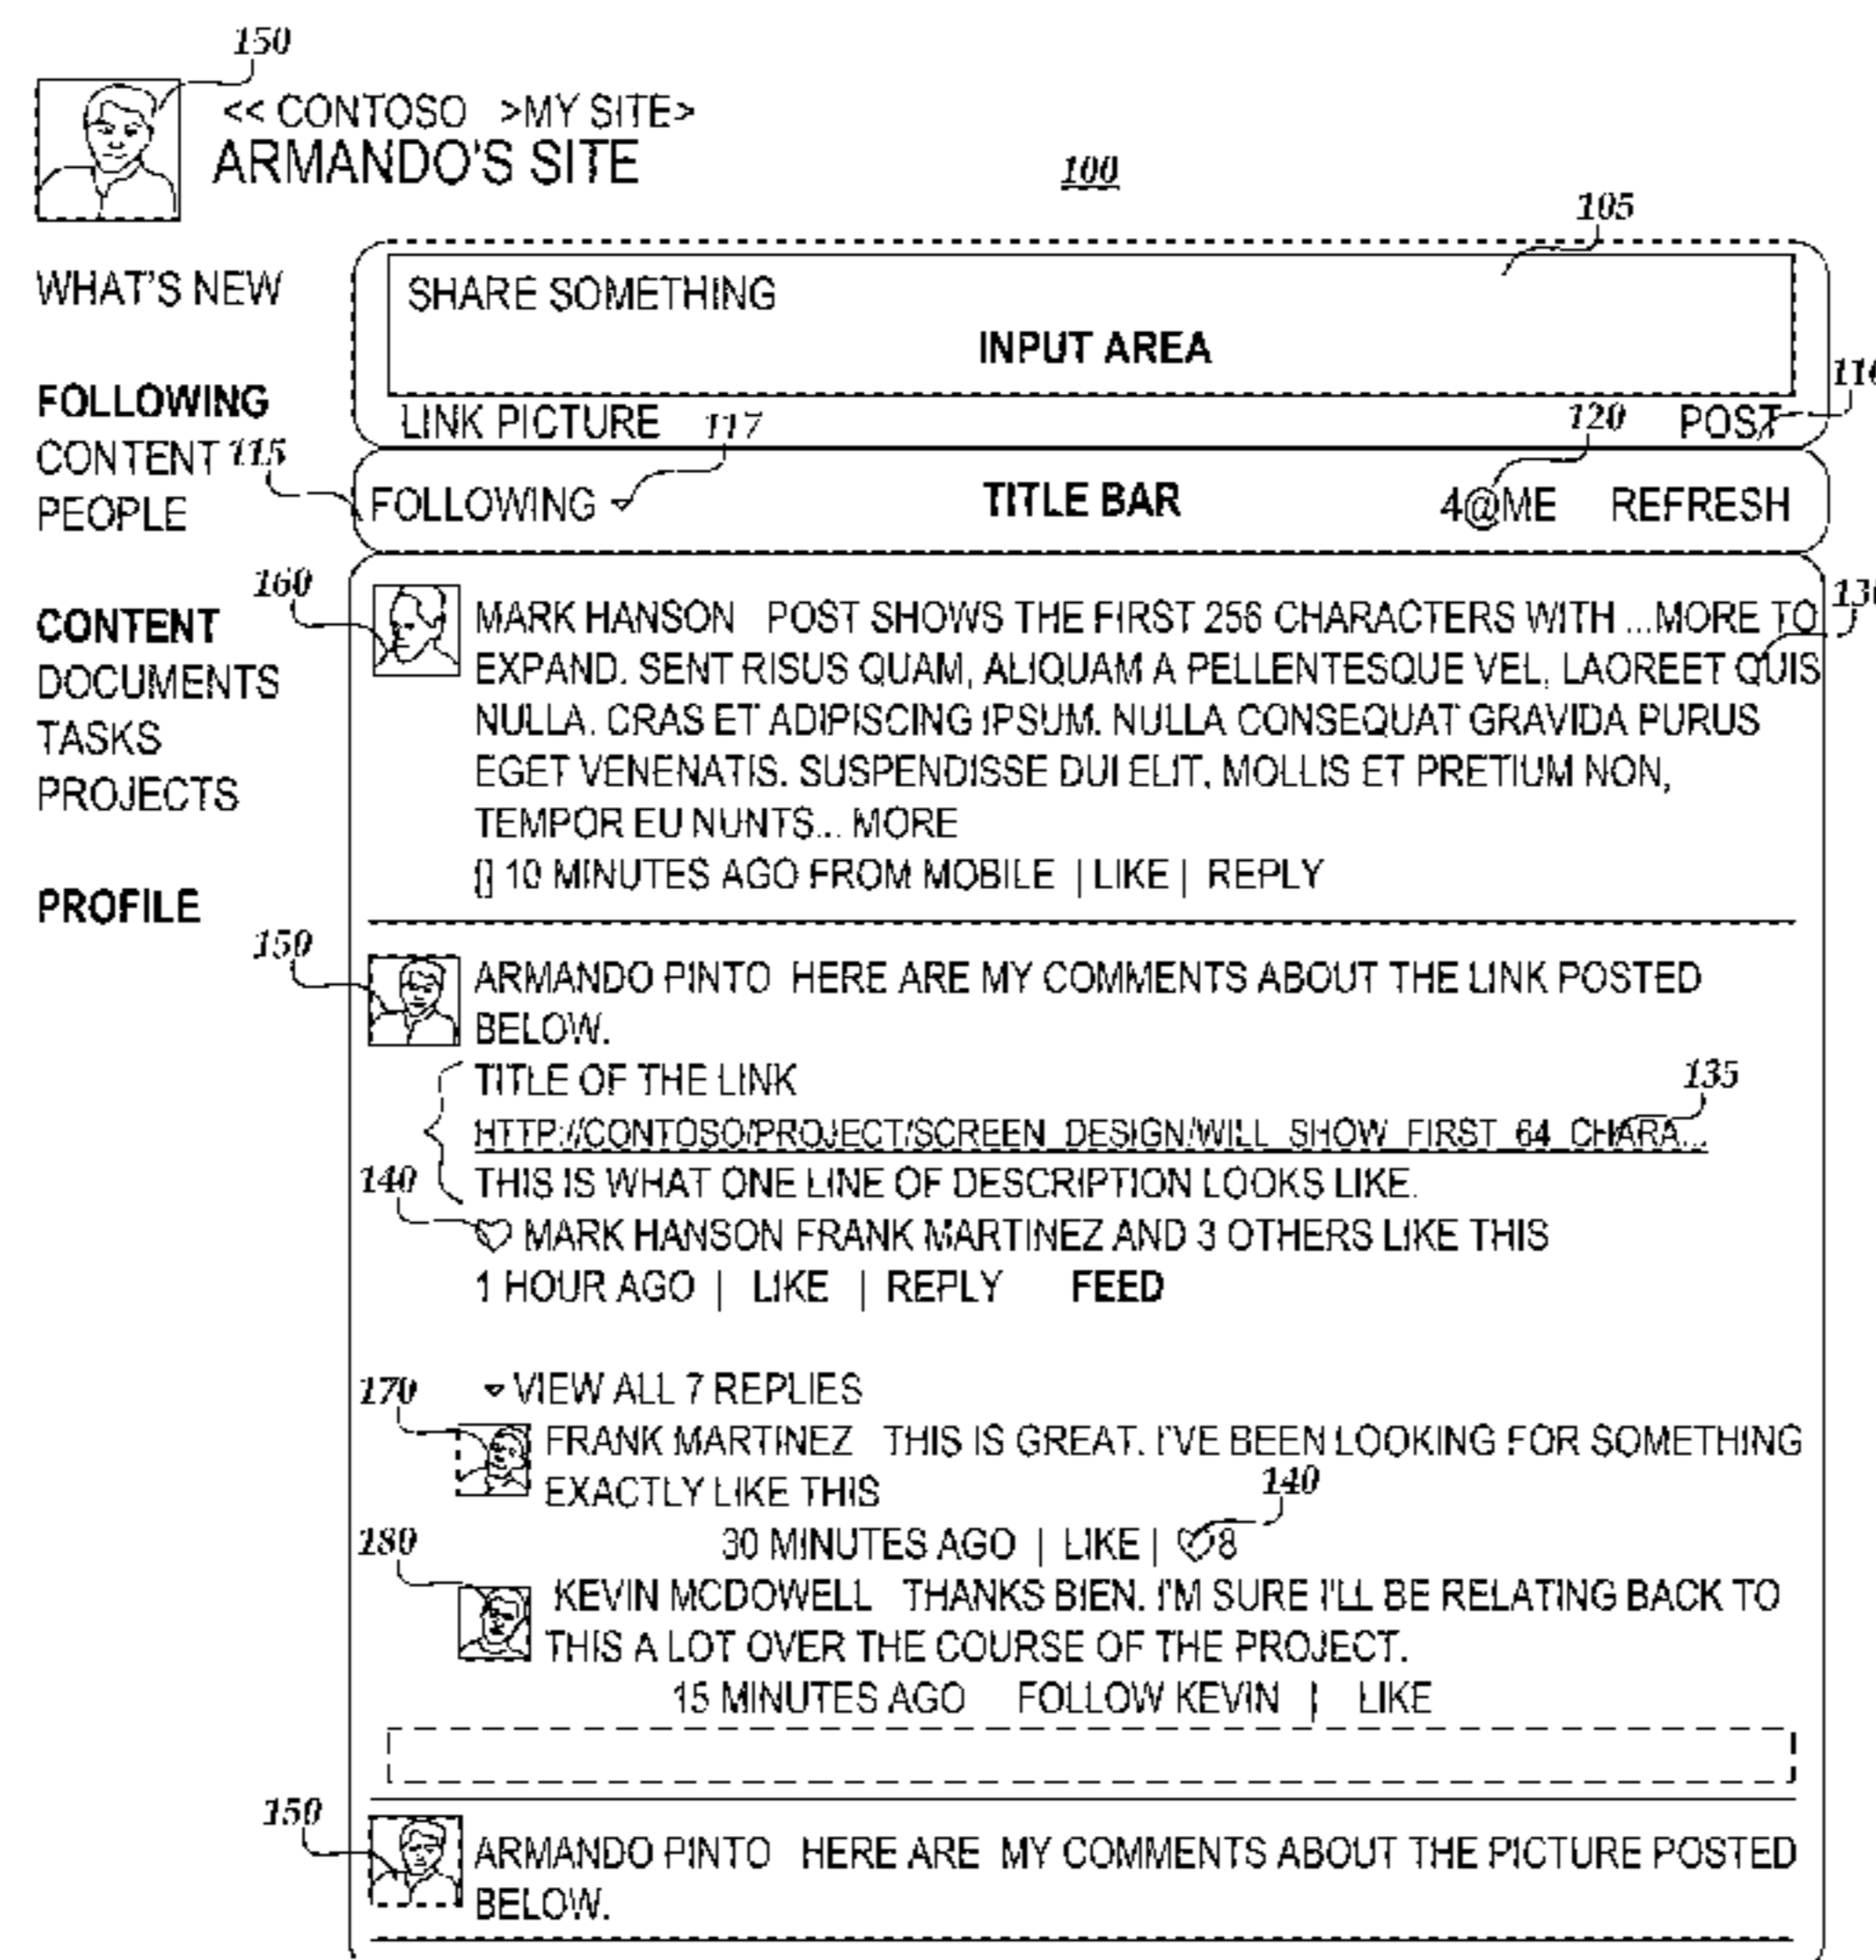 150
<< CONTOSO >MY SITE>
ARMANDO'S SITE
100
105
WHAT'S NEW
SHARE SOMETHING
INPUT AREA
FOLLOWING
CONTENT
PEOPLE
LINK PICTURE
117
120
POST
115
FOLLOWING
TITLE BAR
4@ME REFRESH
CONTENT
DOCUMENTS
TASKS
PROJECTS
PROFILE
160
MARK HANSON POST SHOWS THE FIRST 256 CHARACTERS WITH ...MORE TO
EXPAND. SENT RISUS QUAM, ALIQUAM A PELLENTESQUE VEL, LAOREET QUIS
NULLA. CRAS ET ADIPISCING IPSUM. NULLA CONSEQUAT GRAVIDA PURUS
EGET VENENATIS. SUSPENDISSE DUI ELIT, MOLLIS ET PRETIUM NON,
TEMPOR EU NUNTS... MORE
[] 10 MINUTES AGO FROM MOBILE | LIKE | REPLY
150
ARMANDO PINTO HERE ARE MY COMMENTS ABOUT THE LINK POSTED
BELOW.
TITLE OF THE LINK
135
HTTP://CONTOSO/PROJECT/SCREEN_DESIGN/WILL_SHOW_FIRST_64_CHARA...
THIS IS WHAT ONE LINE OF DESCRIPTION LOOKS LIKE.
140
MARK HANSON FRANK MARTINEZ AND 3 OTHERS LIKE THIS
1 HOUR AGO | LIKE | REPLY FEED
VIEW ALL 7 REPLIES
170
FRANK MARTINEZ THIS IS GREAT. I'VE BEEN LOOKING FOR SOMETHING
EXACTLY LIKE THIS
140
30 MINUTES AGO | LIKE | ♡8
180
KEVIN MCDOWELL THANKS BIEN. I'M SURE I'LL BE RELATING BACK TO
THIS A LOT OVER THE COURSE OF THE PROJECT.
15 MINUTES AGO FOLLOW KEVIN | LIKE
150
ARMANDO PINTO HERE ARE MY COMMENTS ABOUT THE PICTURE POSTED
BELOW.